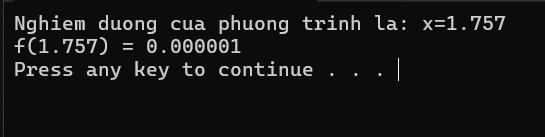 Nghiem duong cua phuong trinh la: x=1.757
f(1.757) = 0.000001
Press any key to continue . . .